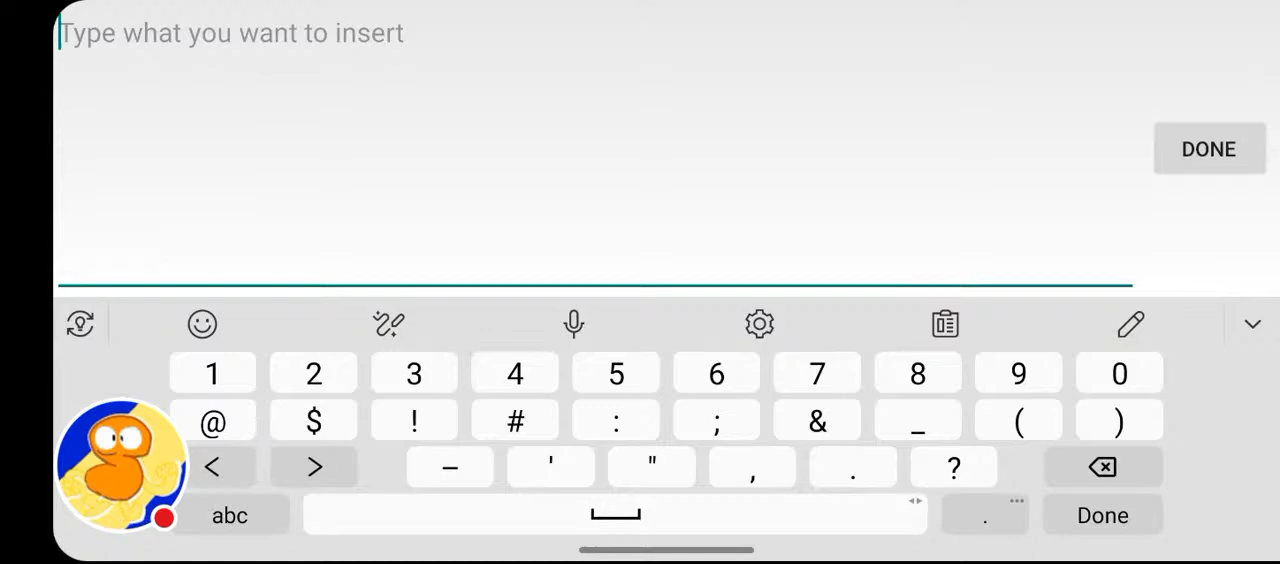 Type what you want to insert
DONE
1 2 3 4 5 6 7 8 9 0
@ $ ! # : ; & _ ( )
< > – ' " , . ?
abc . Done